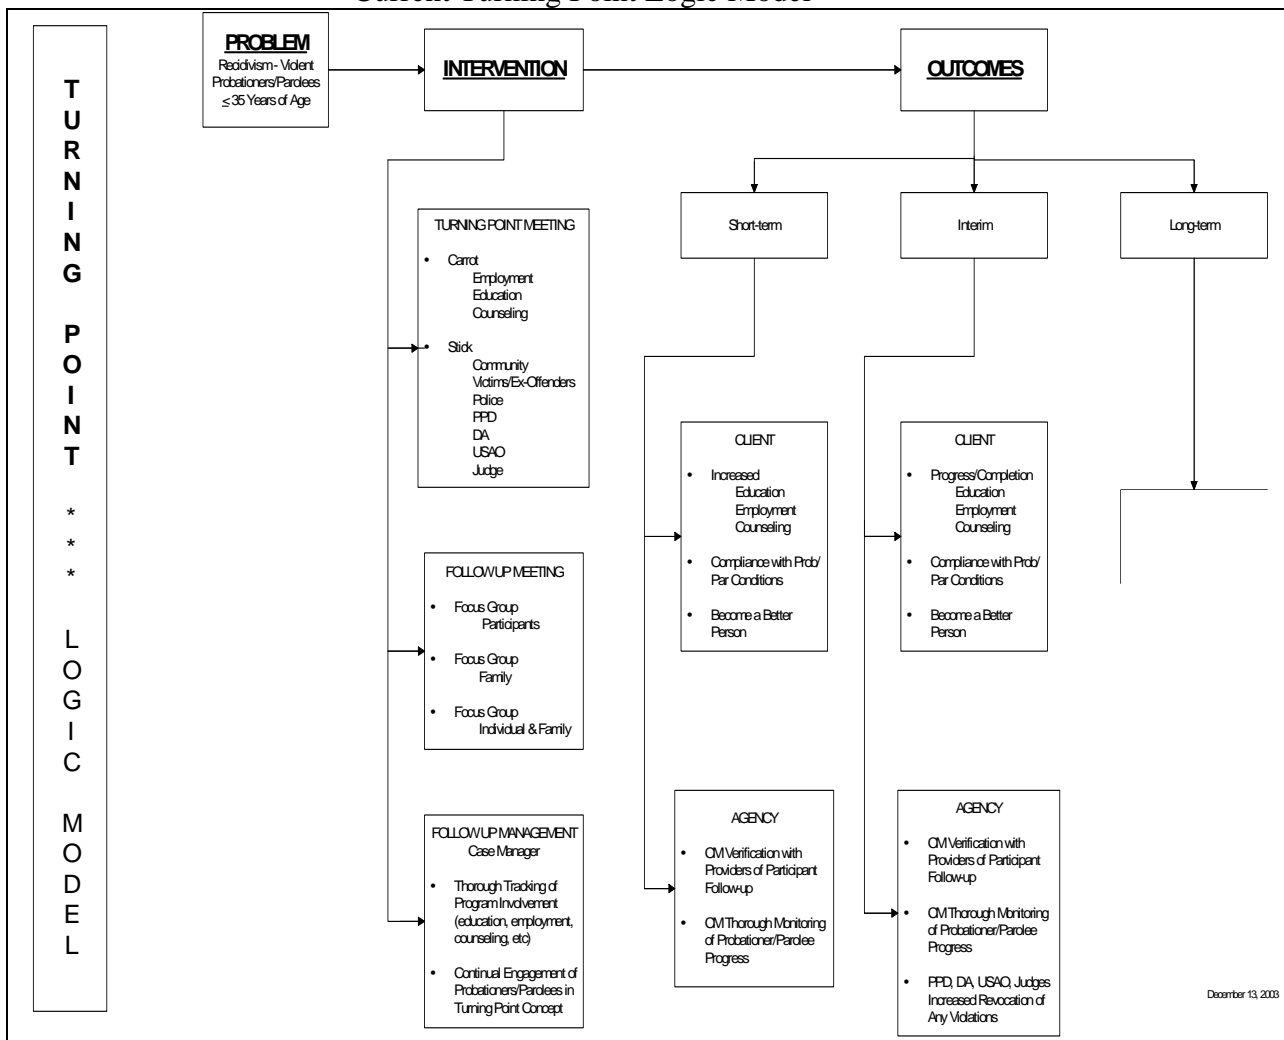 Current Turning Point Logic Model
TURNING POINT *** LOGIC MODEL
PROBLEM
Recidivism - Violent
Probationers/Parolees
≤ 35 Years of Age
INTERVENTION
OUTCOMES
TURNING POINT MEETING
• Carrot
Employment
Education
Counseling
• Stick
Community
Victims/Ex-Offenders
Police
PPD
DA
USAO
Judge
FOLLOW UP MEETING
• Focus Group
Participants
• Focus Group
Family
• Focus Group
Individual & Family
FOLLOW UP MANAGEMENT
Case Manager
• Thorough Tracking of
Program Involvement
(education, employment,
counseling, etc)
• Continual Engagement of
Probationers/Parolees in
Turning Point Concept
Short-term
Interim
Long-term
CLIENT
• Increased
Education
Employment
Counseling
• Compliance with Prob/
Par Conditions
• Become a Better
Person
AGENCY
• CM Verification with
Providers of Participant
Follow-up
• CM Thorough Monitoring
of Probationer/Parolee
Progress
CLIENT
• Progress/Completion
Education
Employment
Counseling
• Compliance with Prob/
Par Conditions
• Become a Better
Person
AGENCY
• CM Verification with
Providers of Participant
Follow-up
• CM Thorough Monitoring
of Probationer/Parolee
Progress
• PPD, DA, USAO, Judges
Increased Revocation of
Any Violations
December 13, 2003